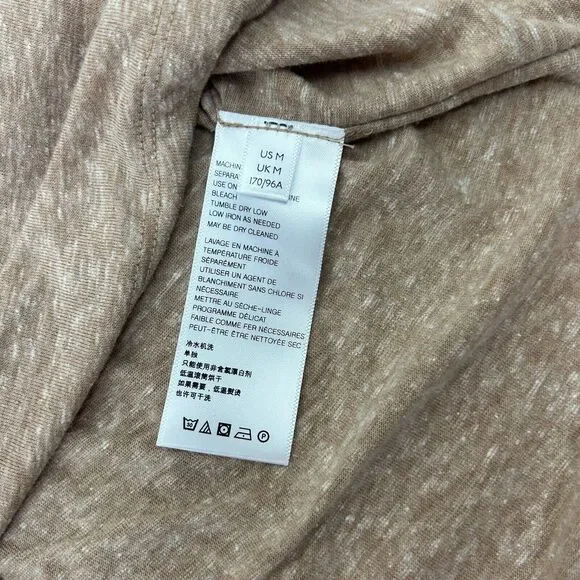 US M
UK M
170/96A
MACHIN
SEPARA
USE ON INE
BLEACH
TUMBLE DRY LOW
LOW IRON AS NEEDED
MAY BE DRY CLEANED
LAVAGE EN MACHINE À
TEMPÉRATURE FROIDE
SÉPARÉMENT
UTILISER UN AGENT DE
BLANCHIMENT SANS CHLORE SI
NÉCESSAIRE
METTRE AU SÈCHE-LINGE
PROGRAMME DÉLICAT
FAIBLE COMME FER NÉCESSAIRES
PEUT-ÊTRE ÊTRE NETTOYÉE SEC
冷水机洗
单独
只能使用非食氯漂白剂
低温滚筒烘干
如果需要，低温熨烫
也许可干洗
30 P